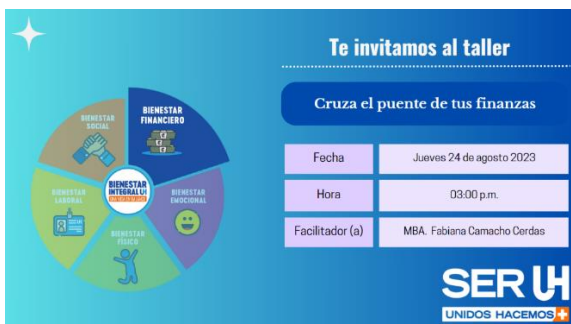 Te invitamos al taller
Cruza el puente de tus finanzas
Fecha
Jueves 24 de agosto 2023
Hora
03:00 p.m.
Facilitador (a)
MBA. Fabiana Camacho Cerdas
BIENESTAR
SOCIAL
BIENESTAR
FINANCIERO
BIENESTAR
LABORAL
BIENESTAR
INTEGRAL UH
BIENESTAR
EMOCIONAL
BIENESTAR
FÍSICO
SER UH
UNIDOS HACEMOS +